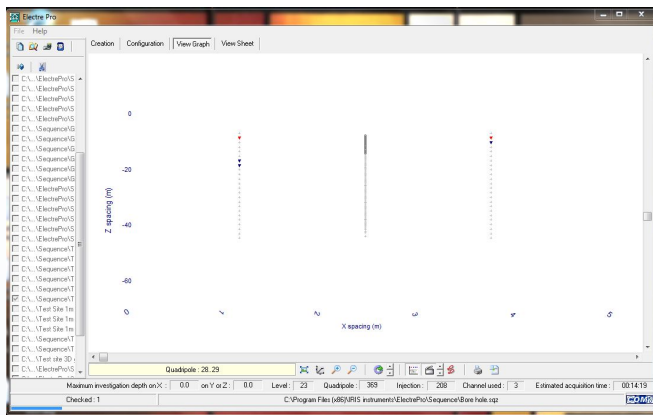 Electre Pro
File Help
Creation Configuration View Graph View Sheet
C:\...\ElectrePro\S
C:\...\ElectrePro\S
C:\...\ElectrePro\S
C:\...\ElectrePro\S
C:\...\ElectrePro\S
C:\...\Sequence\G
C:\...\Sequence\G
C:\...\Sequence\G
C:\...\Sequence\G
C:\...\Sequence\G
C:\...\Sequence\G
C:\...\ElectrePro\S
C:\...\ElectrePro\S
C:\...\ElectrePro\S
C:\...\ElectrePro\S
C:\...\ElectrePro\S
C:\...\ElectrePro\S
C:\...\Sequence\T
C:\...\Sequence\T
C:\...\Sequence\T
C:\...\Sequence\T
C:\...\Sequence\T
C:\...\Sequence\T
C:\...\Test Site 1m
C:\...\Test Site 1m
C:\...\Test Site 1m
C:\...\Sequence\T
C:\...\Sequence\T
C:\...\Test site 3D
C:\...\ElectrePro\S
0
-20
-40
-60
Z spacing (m)
0 1 2 3 4 5
X spacing (m)
Quadripole : 28..29
Maximum investigation depth on X : 0.0 on Y or Z : 0.0 Level : 23 Quadripole : 369 Injection : 208 Channel used : 3 Estimated acquisition time : 00:14:19
Checked : 1 C:\Program Files (x86)\IRIS instruments\ElectrePro\Sequence\Bore hole.sqz